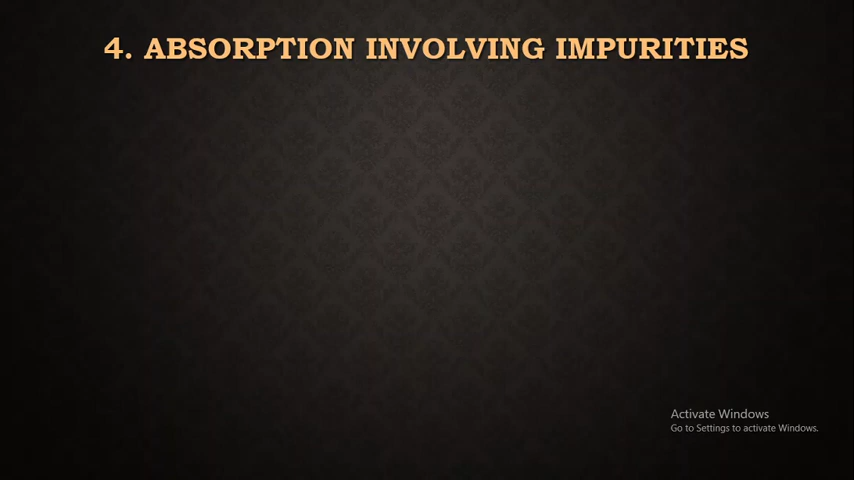 4. ABSORPTION INVOLVING IMPURITIES
Activate Windows
Go to Settings to activate Windows.